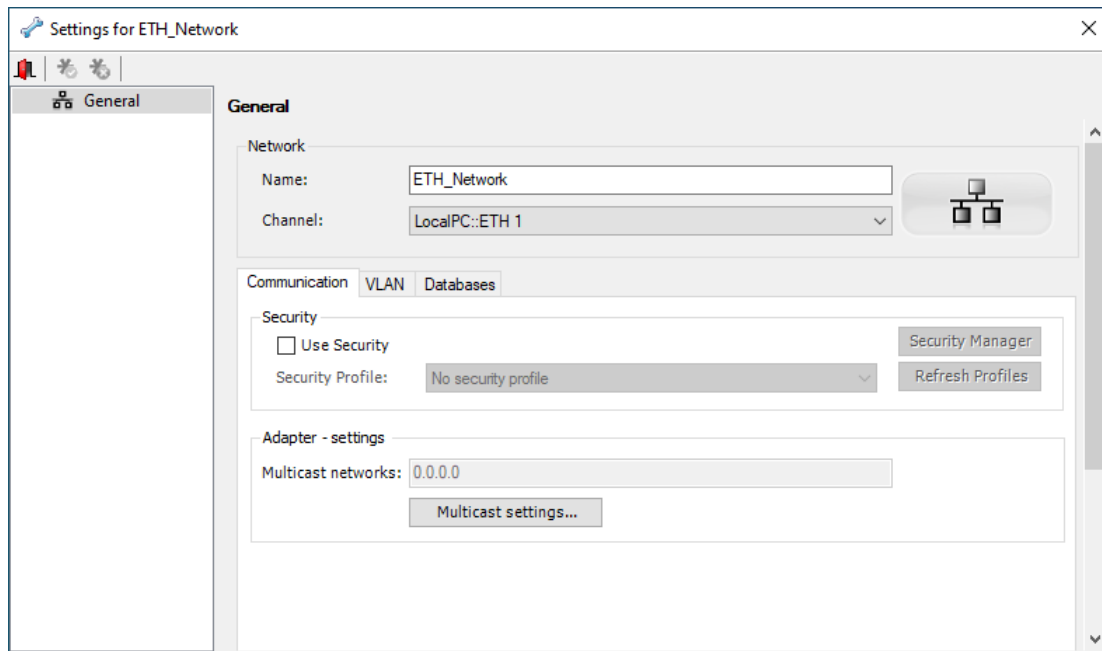 Settings for ETH_Network
General
General
Network
Name: ETH_Network
Channel: LocalPC::ETH 1
Communication VLAN Databases
Security
Use Security Security Manager
Security Profile: No security profile Refresh Profiles
Adapter - settings
Multicast networks: 0.0.0.0
Multicast settings...